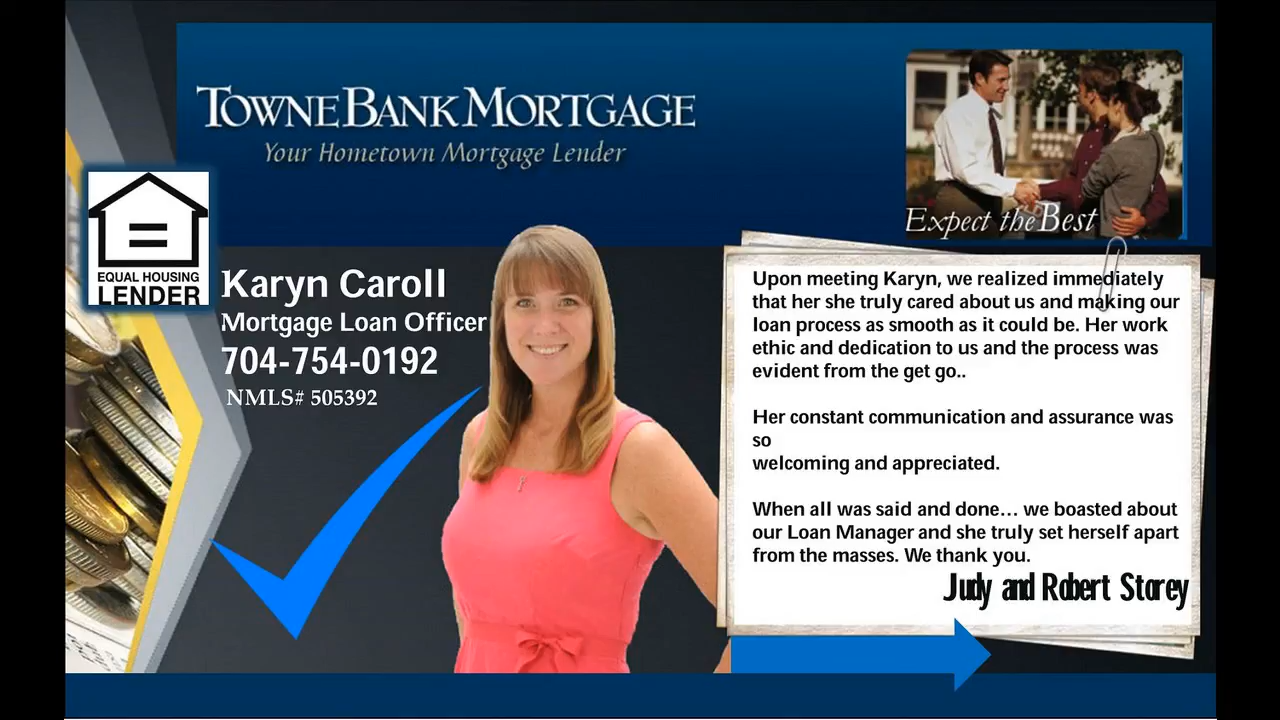 TOWNEBANK MORTGAGE
Your Hometown Mortgage Lender
Expect the Best
EQUAL HOUSING
LENDER
Karyn Caroll
Mortgage Loan Officer
704-754-0192
NMLS# 505392
Upon meeting Karyn, we realized immediately
that her she truly cared about us and making our
loan process as smooth as it could be. Her work
ethic and dedication to us and the process was
evident from the get go..
Her constant communication and assurance was
so
welcoming and appreciated.
When all was said and done... we boasted about
our Loan Manager and she truly set herself apart
from the masses. We thank you.
Judy and Robert Storey